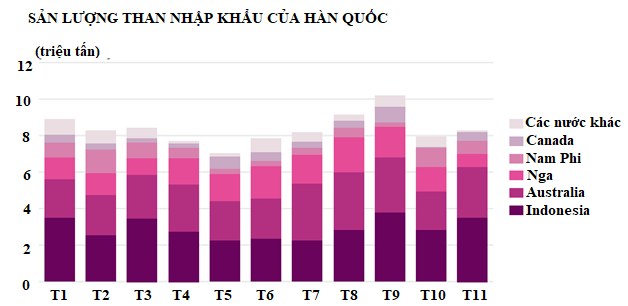 SẢN LƯỢNG THAN NHẬP KHẨU CỦA HÀN QUỐC
(triệu tấn)
12
10
8
6
4
2
0
T1 T2 T3 T4 T5 T6 T7 T8 T9 T10 T11
Các nước khác
Canada
Nam Phi
Nga
Australia
Indonesia